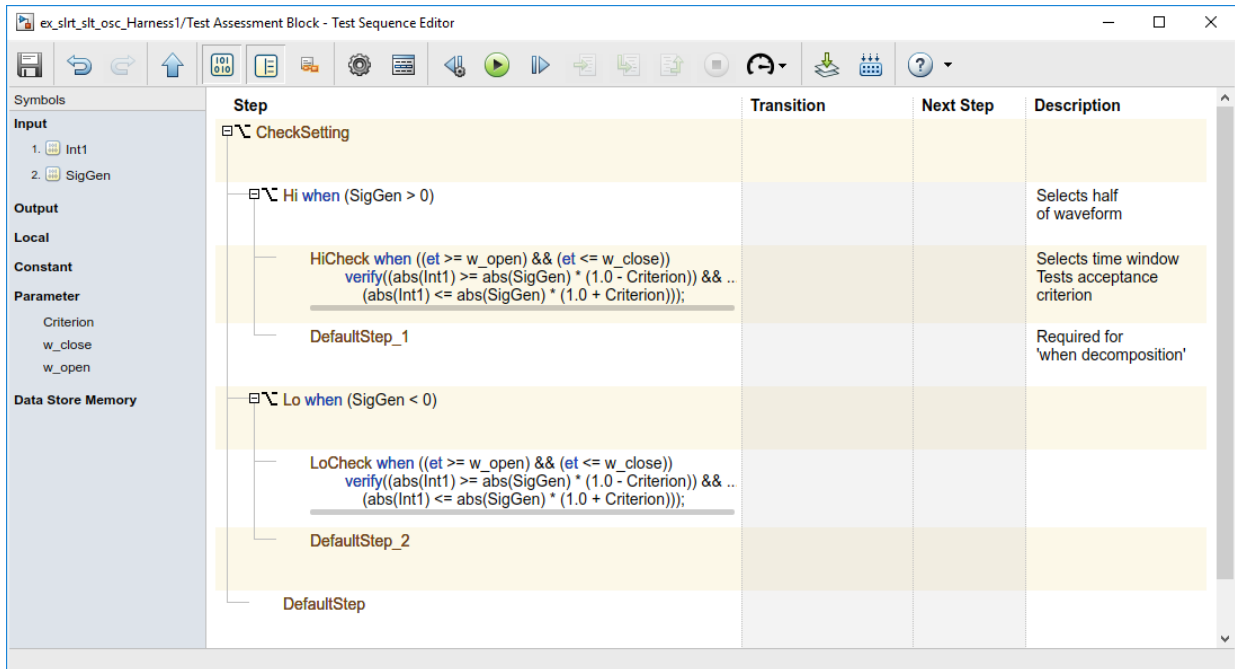 ex_slrt_slt_osc_Harness1/Test Assessment Block - Test Sequence Editor
Symbols
Input
1. Int1
2. SigGen
Output
Local
Constant
Parameter
Criterion
w_close
w_open
Data Store Memory
Step Transition Next Step Description
CheckSetting
Hi when (SigGen > 0)
Selects half
of waveform
HiCheck when ((et >= w_open) && (et <= w_close))
verify((abs(Int1) >= abs(SigGen) * (1.0 - Criterion)) && ..
(abs(Int1) <= abs(SigGen) * (1.0 + Criterion)));
Selects time window
Tests acceptance
criterion
DefaultStep_1
Required for
'when decomposition'
Lo when (SigGen < 0)
LoCheck when ((et >= w_open) && (et <= w_close))
verify((abs(Int1) >= abs(SigGen) * (1.0 - Criterion)) && ..
(abs(Int1) <= abs(SigGen) * (1.0 + Criterion)));
DefaultStep_2
DefaultStep